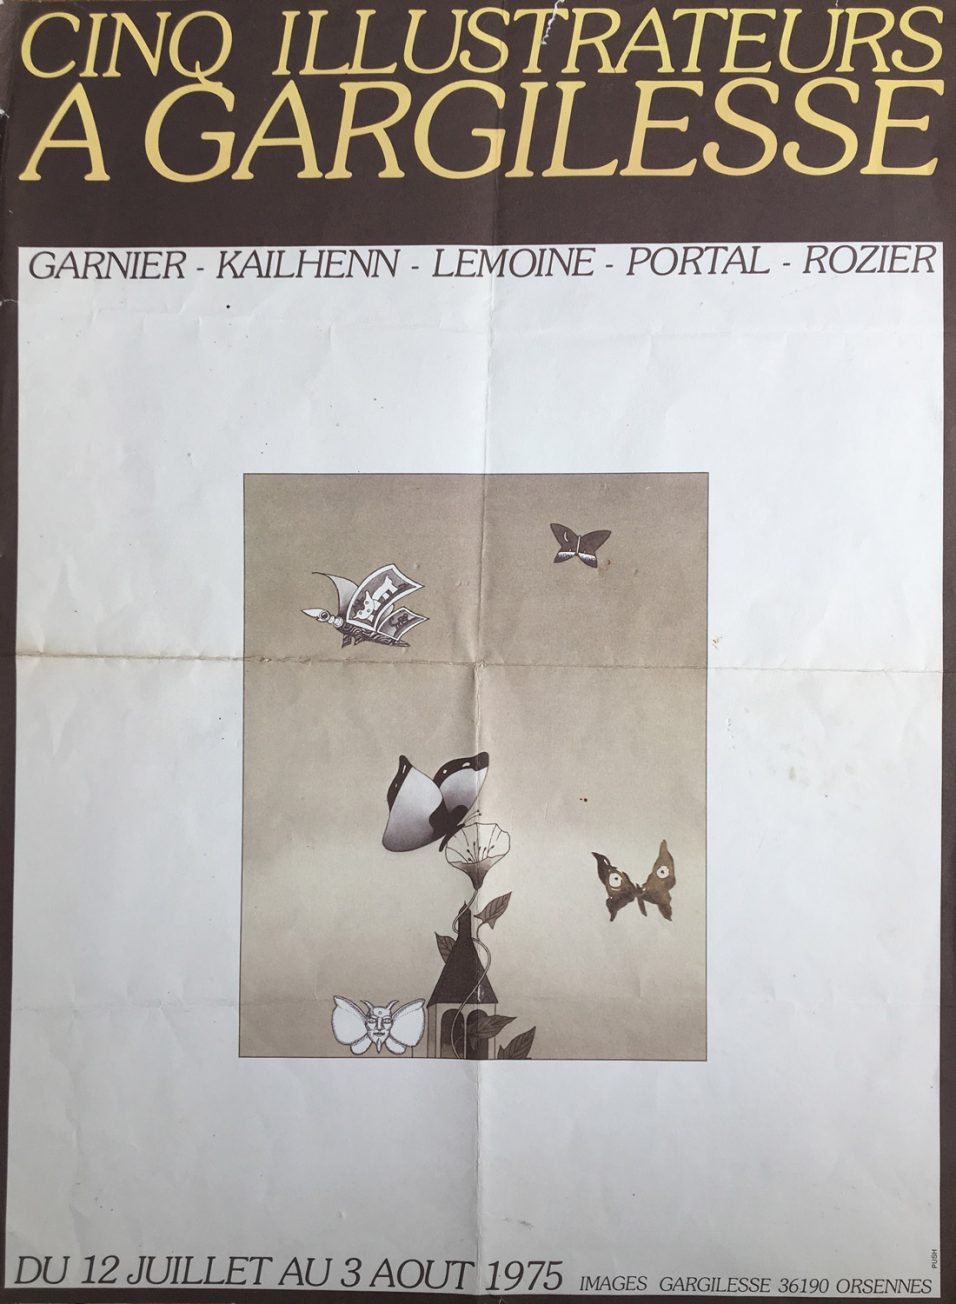 CINQ ILLUSTRATEURS
A GARGILESSE
GARNIER - KAILHENN - LEMOINE - PORTAL - ROZIER
DU 12 JUILLET AU 3 AOUT 1975 IMAGES GARGILESSE 36190 ORSENNES
PUSH